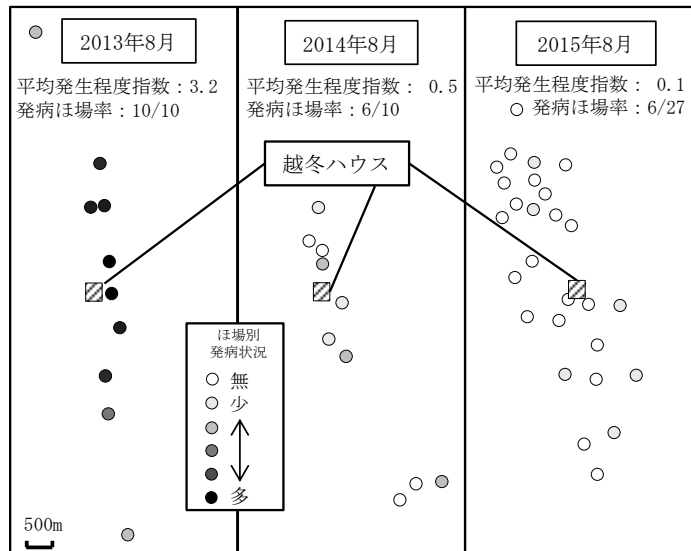 2013年8月
平均発生程度指数：3.2
発病ほ場率：10/10
2014年8月
平均発生程度指数： 0.5
発病ほ場率：6/10
2015年8月
平均発生程度指数： 0.1
発病ほ場率：6/27
越冬ハウス
ほ場別
発病状況
無
少
多
500m